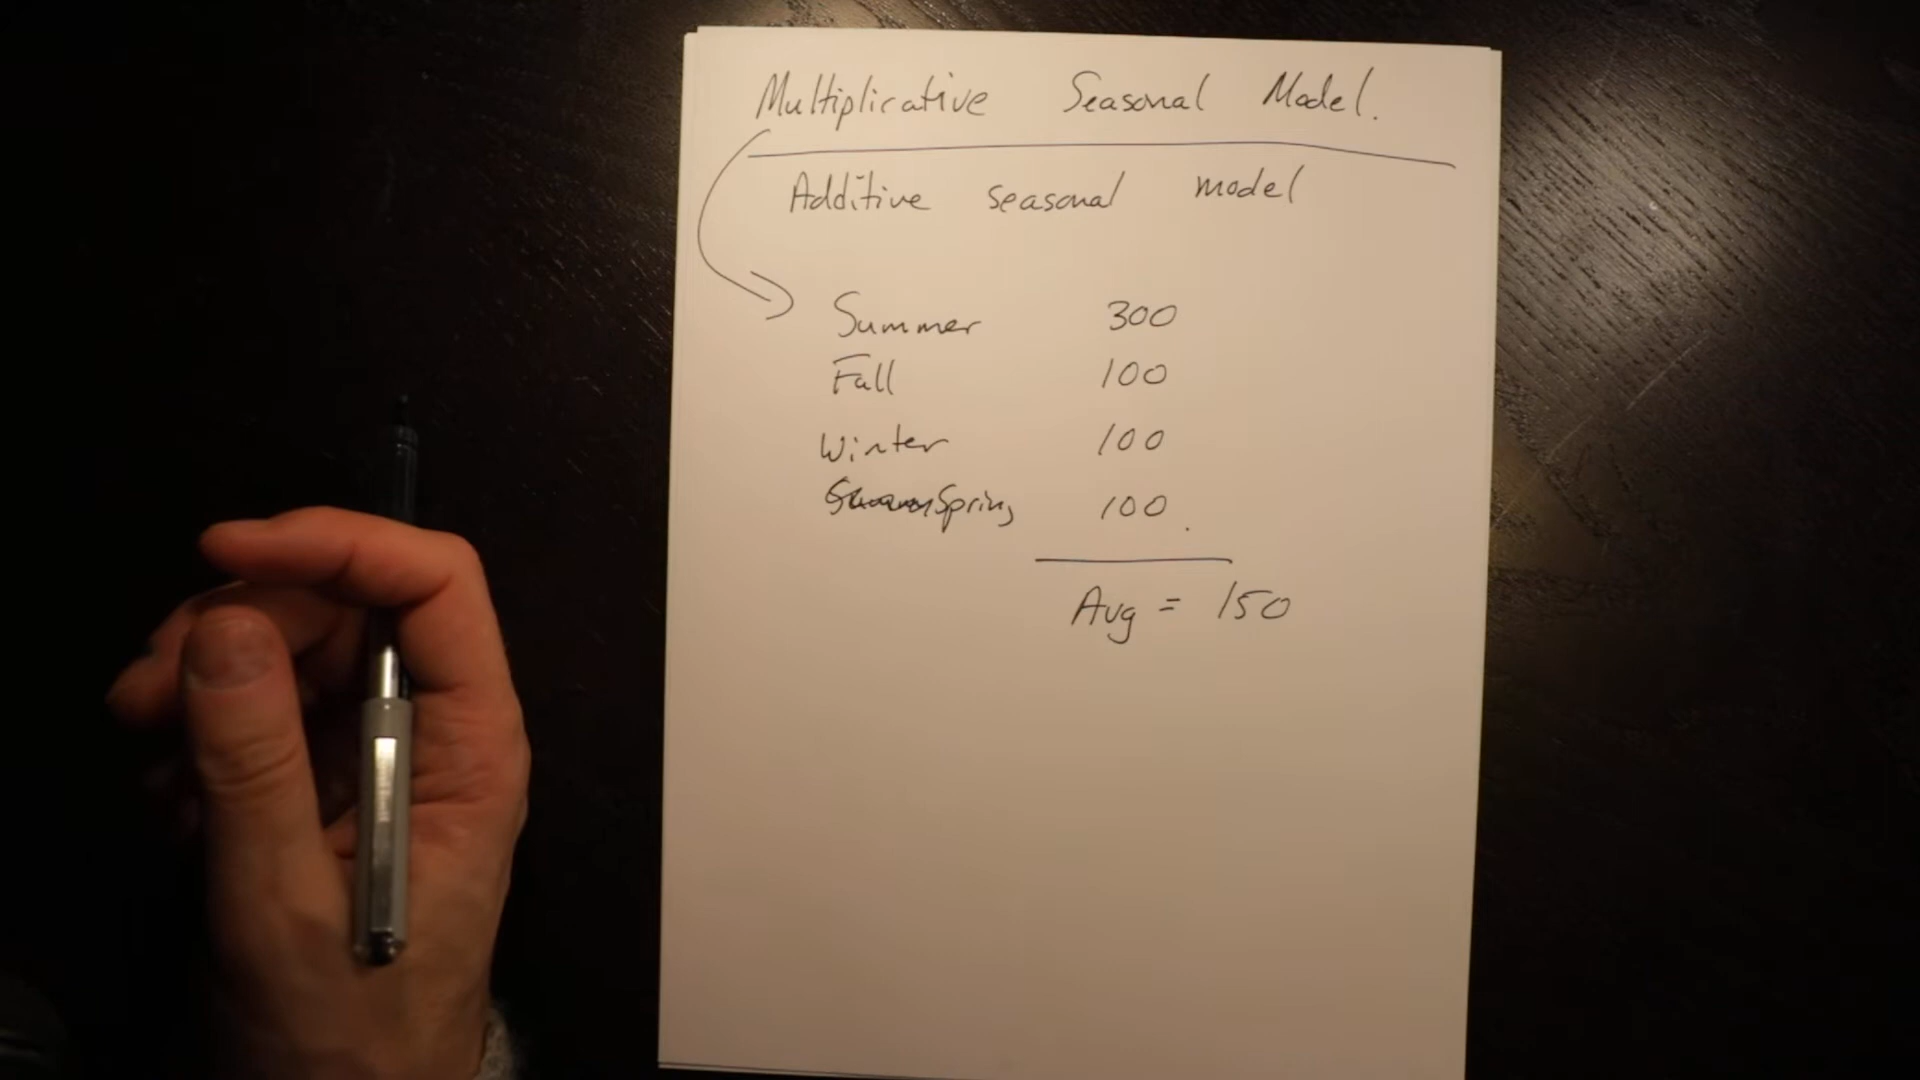 Multiplicative Seasonal Model.
Additive seasonal model
Summer 300
Fall 100
Winter 100
Spring 100.
Avg = 150